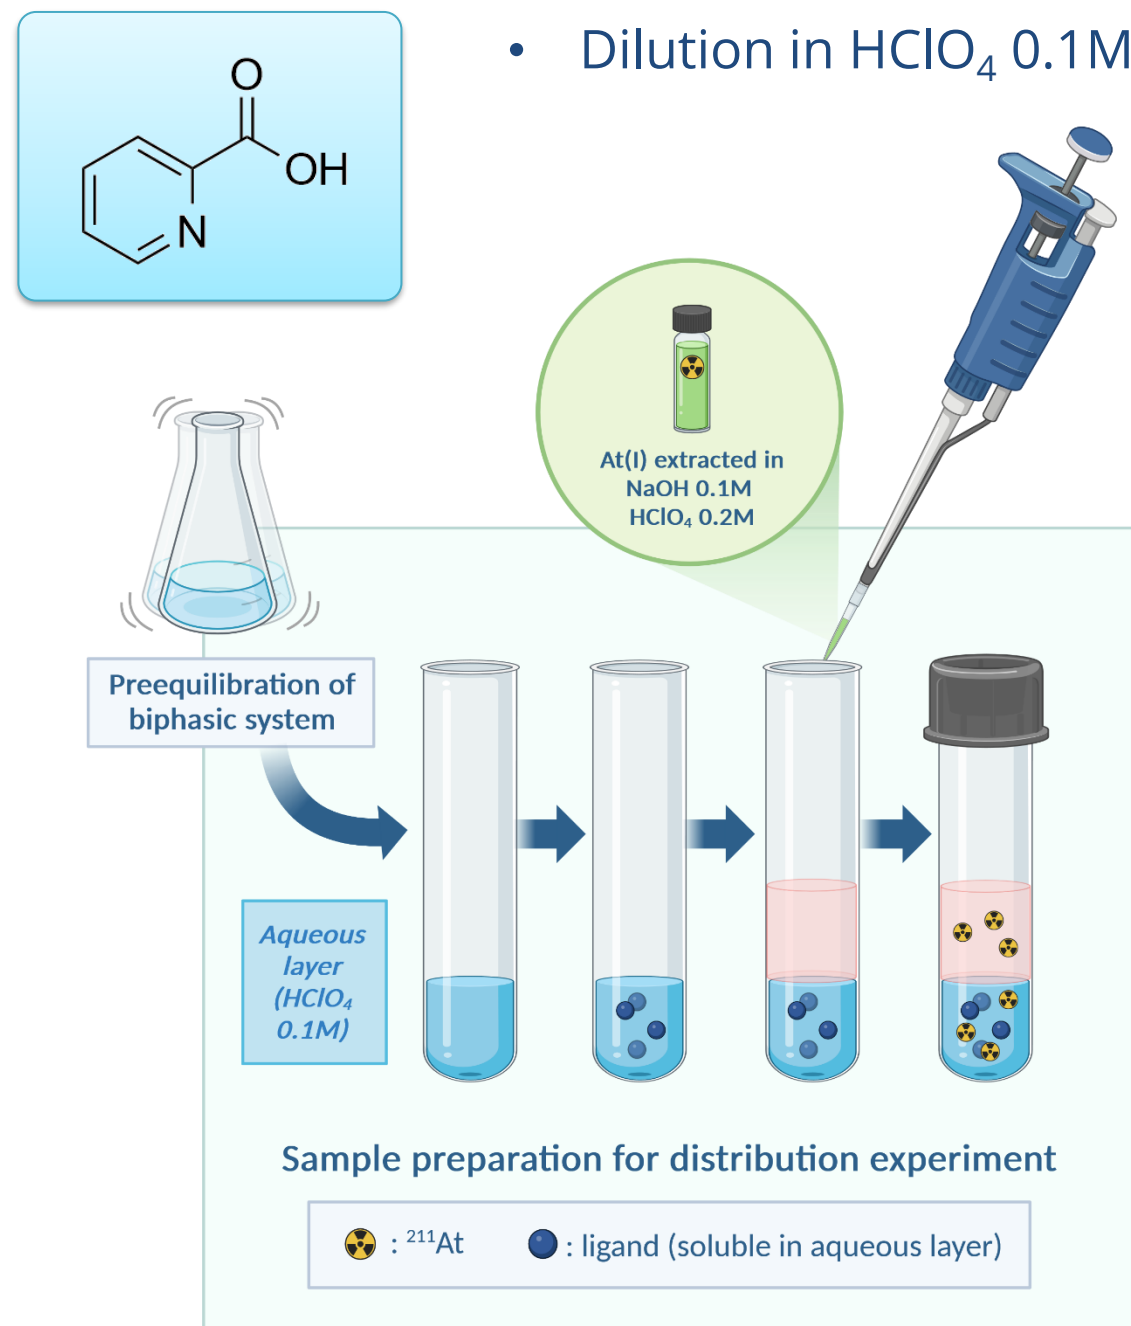 • Dilution in HClO₄ 0.1M
O
OH
N
At(I) extracted in
NaOH 0.1M
HClO₄ 0.2M
Preequilibration of
biphasic system
Aqueous
layer
(HClO₄
0.1M)
Sample preparation for distribution experiment
: ²¹¹At
: ligand (soluble in aqueous layer)